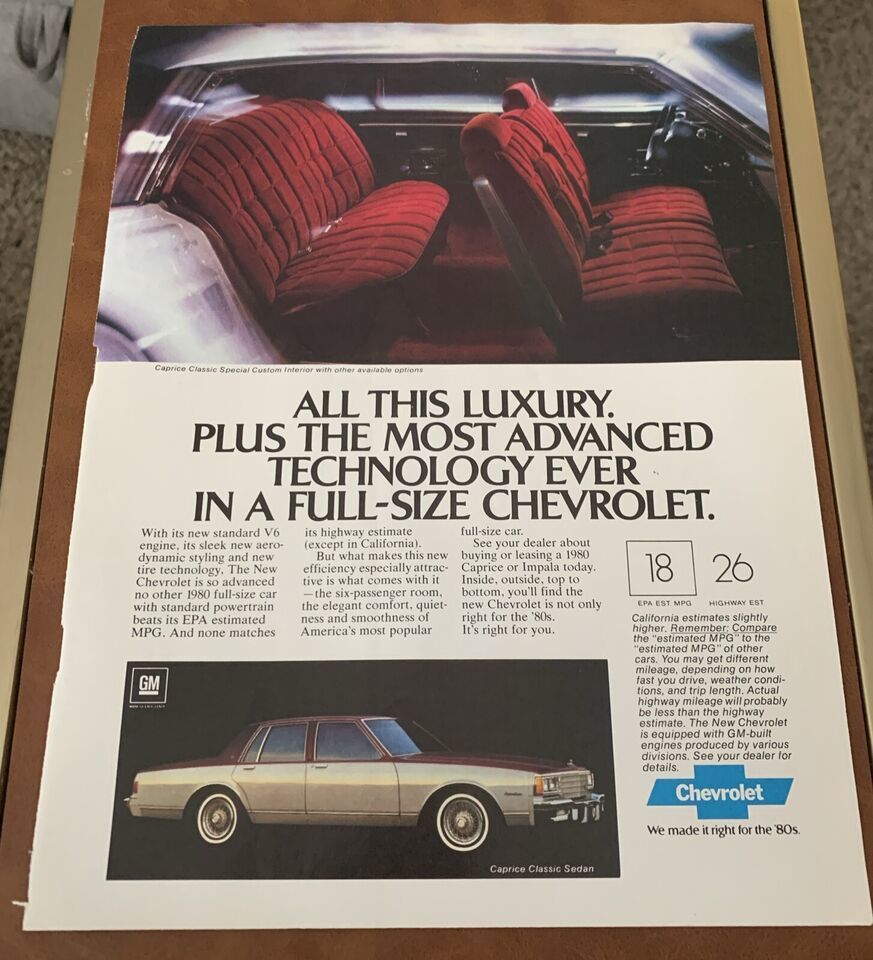 Caprice Classic Special Custom Interior with other available options
ALL THIS LUXURY.
PLUS THE MOST ADVANCED
TECHNOLOGY EVER
IN A FULL-SIZE CHEVROLET.
With its new standard V6
engine, its sleek new aero-
dynamic styling and new
tire technology, The New
Chevrolet is so advanced
no other 1980 full-size car
with standard powertrain
beats its EPA estimated
MPG. And none matches
its highway estimate
(except in California).
But what makes this new
efficiency especially attrac-
tive is what comes with it
—the six-passenger room,
the elegant comfort, quiet-
ness and smoothness of
America's most popular
full-size car.
See your dealer about
buying or leasing a 1980
Caprice or Impala today.
Inside, outside, top to
bottom, you'll find the
new Chevrolet is not only
right for the '80s.
It's right for you.
18 26
EPA EST. MPG HIGHWAY EST
California estimates slightly
higher. Remember: Compare
the "estimated MPG" to the
"estimated MPG" of other
cars. You may get different
mileage, depending on how
fast you drive, weather condi-
tions, and trip length. Actual
highway mileage will probably
be less than the highway
estimate. The New Chevrolet
is equipped with GM-built
engines produced by various
divisions. See your dealer for
details.
GM
Caprice Classic Sedan
Chevrolet
We made it right for the '80s.